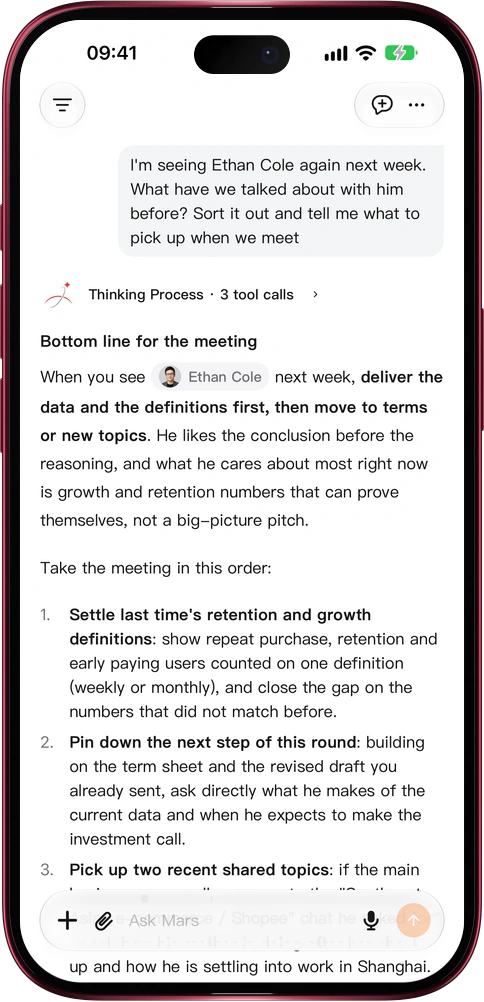 09:41
I'm seeing Ethan Cole again next week.
What have we talked about with him
before? Sort it out and tell me what to
pick up when we meet
Thinking Process · 3 tool calls
Bottom line for the meeting
When you see Ethan Cole next week, deliver the
data and the definitions first, then move to terms
or new topics. He likes the conclusion before the
reasoning, and what he cares about most right now
is growth and retention numbers that can prove
themselves, not a big-picture pitch.
Take the meeting in this order:
1. Settle last time's retention and growth
definitions: show repeat purchase, retention and
early paying users counted on one definition
(weekly or monthly), and close the gap on the
numbers that did not match before.
2. Pin down the next step of this round: building
on the term sheet and the revised draft you
already sent, ask directly what he makes of the
current data and when he expects to make the
investment call.
3. Pick up two recent shared topics: if the main
/ Shopee" chat he
Ask Mars
up and how he is settling into work in Shanghai.